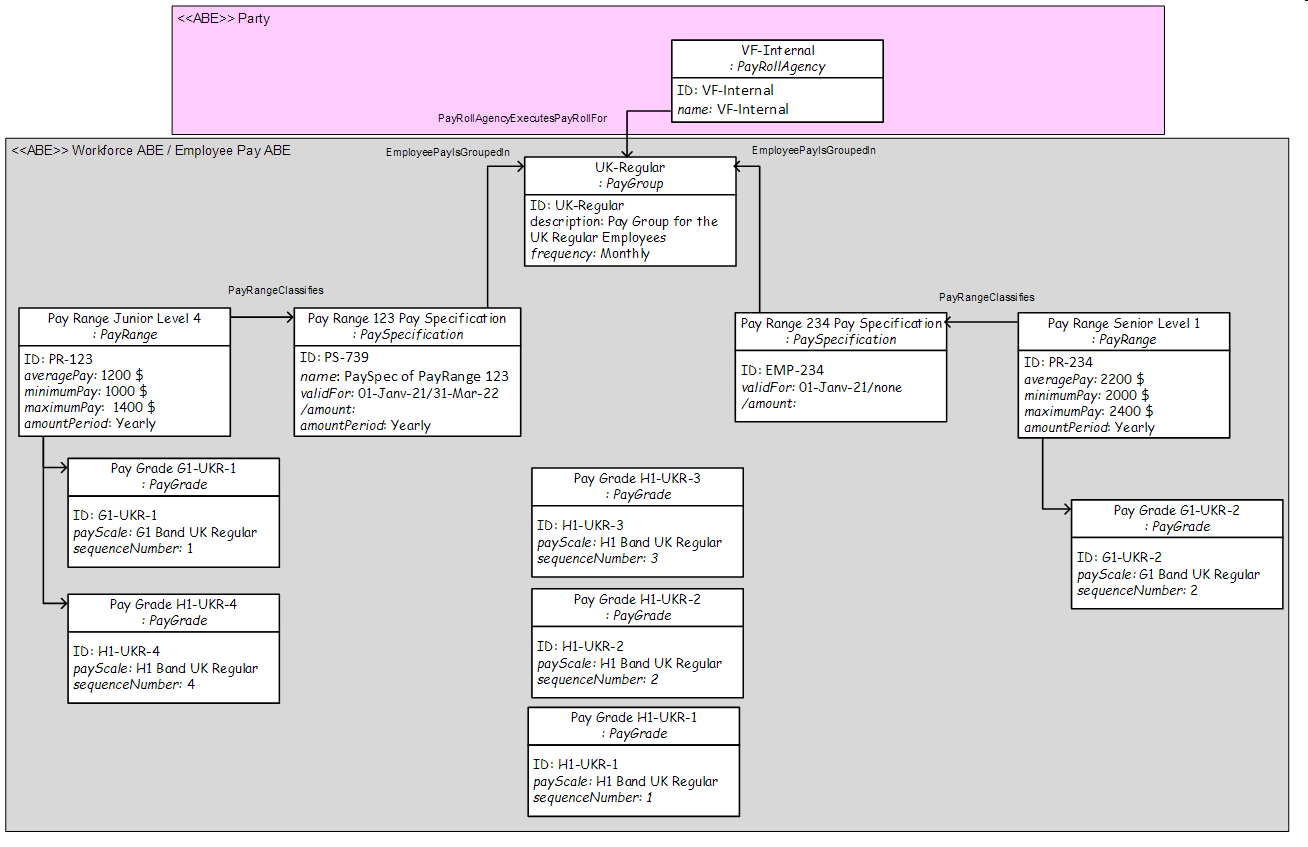 <<ABE>> Party
VF-Internal
: PayRollAgency
ID: VF-Internal
name: VF-Internal
PayRollAgencyExecutesPayRollFor
<<ABE>> Workforce ABE / Employee Pay ABE
EmployeePayIsGroupedIn
EmployeePayIsGroupedIn
UK-Regular
: PayGroup
ID: UK-Regular
description: Pay Group for the
UK Regular Employees
frequency: Monthly
PayRangeClassifies
PayRangeClassifies
Pay Range Junior Level 4
: PayRange
ID: PR-123
averagePay: 1200 $
minimumPay: 1000 $
maximumPay: 1400 $
amountPeriod: Yearly
Pay Range 123 Pay Specification
: PaySpecification
ID: PS-739
name: PaySpec of PayRange 123
validFor: 01-Janv-21/31-Mar-22
/amount:
amountPeriod: Yearly
Pay Range 234 Pay Specification
: PaySpecification
ID: EMP-234
validFor: 01-Janv-21/none
/amount:
Pay Range Senior Level 1
: PayRange
ID: PR-234
averagePay: 2200 $
minimumPay: 2000 $
maximumPay: 2400 $
amountPeriod: Yearly
Pay Grade G1-UKR-1
: PayGrade
ID: G1-UKR-1
payScale: G1 Band UK Regular
sequenceNumber: 1
Pay Grade H1-UKR-3
: PayGrade
ID: H1-UKR-3
payScale: H1 Band UK Regular
sequenceNumber: 3
Pay Grade G1-UKR-2
: PayGrade
ID: G1-UKR-2
payScale: G1 Band UK Regular
sequenceNumber: 2
Pay Grade H1-UKR-4
: PayGrade
ID: H1-UKR-4
payScale: H1 Band UK Regular
sequenceNumber: 4
Pay Grade H1-UKR-2
: PayGrade
ID: H1-UKR-2
payScale: H1 Band UK Regular
sequenceNumber: 2
Pay Grade H1-UKR-1
: PayGrade
ID: H1-UKR-1
payScale: H1 Band UK Regular
sequenceNumber: 1